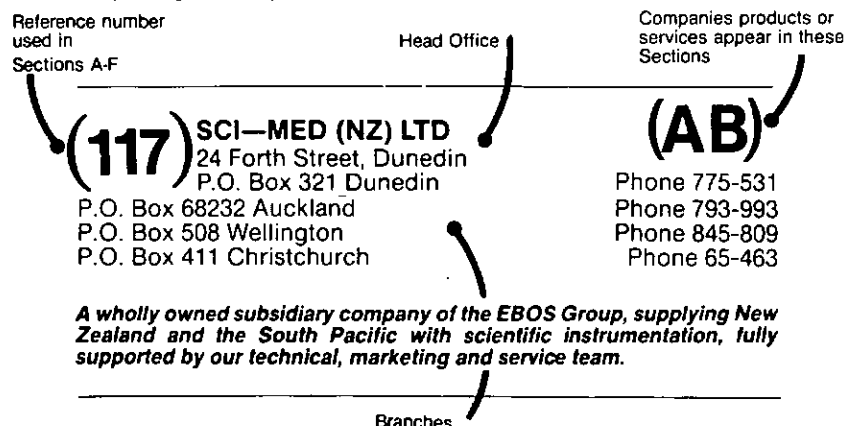 Reference number
used in
Sections A-F
Head Office
Companies products or
services appear in these
Sections
(117) SCI—MED (NZ) LTD (AB)
24 Forth Street, Dunedin
P.O. Box 321 Dunedin Phone 775-531
P.O. Box 68232 Auckland Phone 793-993
P.O. Box 508 Wellington Phone 845-809
P.O. Box 411 Christchurch Phone 65-463
A wholly owned subsidiary company of the EBOS Group, supplying New
Zealand and the South Pacific with scientific instrumentation, fully
supported by our technical, marketing and service team.
Branches